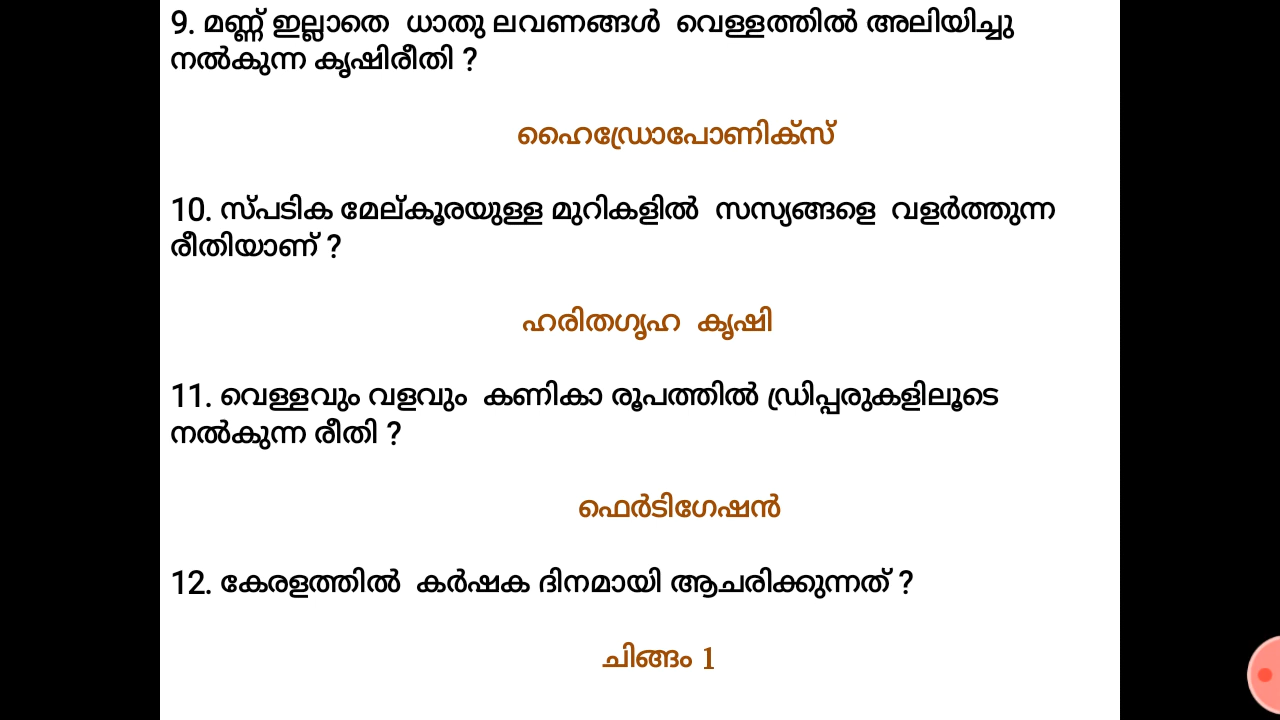 9. മണ്ണ് ഇല്ലാതെ ധാതു ലവണങ്ങൾ വെള്ളത്തിൽ അലിയിച്ചു
നൽകുന്ന കൃഷിരീതി ?
ഹൈഡ്രോപോണിക്സ്
10. സ്പടിക മേല്കൂരയുള്ള മുറികളിൽ സസ്യങ്ങളെ വളർത്തുന്ന
രീതിയാണ് ?
ഹരിതഗൃഹ കൃഷി
11. വെള്ളവും വളവും കണികാ രൂപത്തിൽ ഡ്രിപ്പരുകളിലൂടെ
നൽകുന്ന രീതി ?
ഫെർടിഗേഷൻ
12. കേരളത്തിൽ കർഷക ദിനമായി ആചരിക്കുന്നത് ?
ചിങ്ങം 1